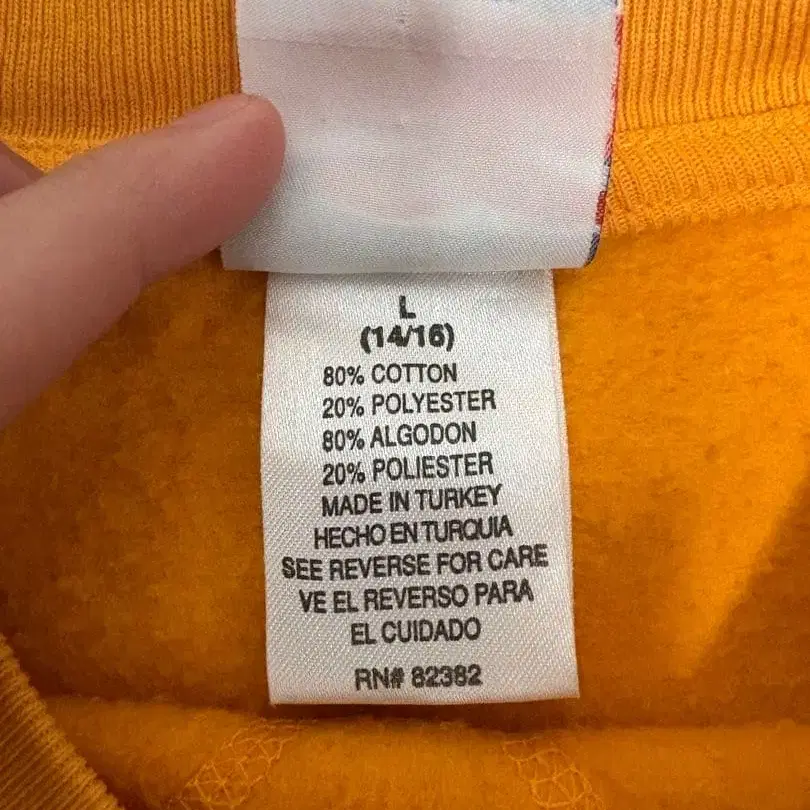 L
(14/16)
80% COTTON
20% POLYESTER
80% ALGODON
20% POLIESTER
MADE IN TURKEY
HECHO EN TURQUIA
SEE REVERSE FOR CARE
VE EL REVERSO PARA
EL CUIDADO
RN# 82382